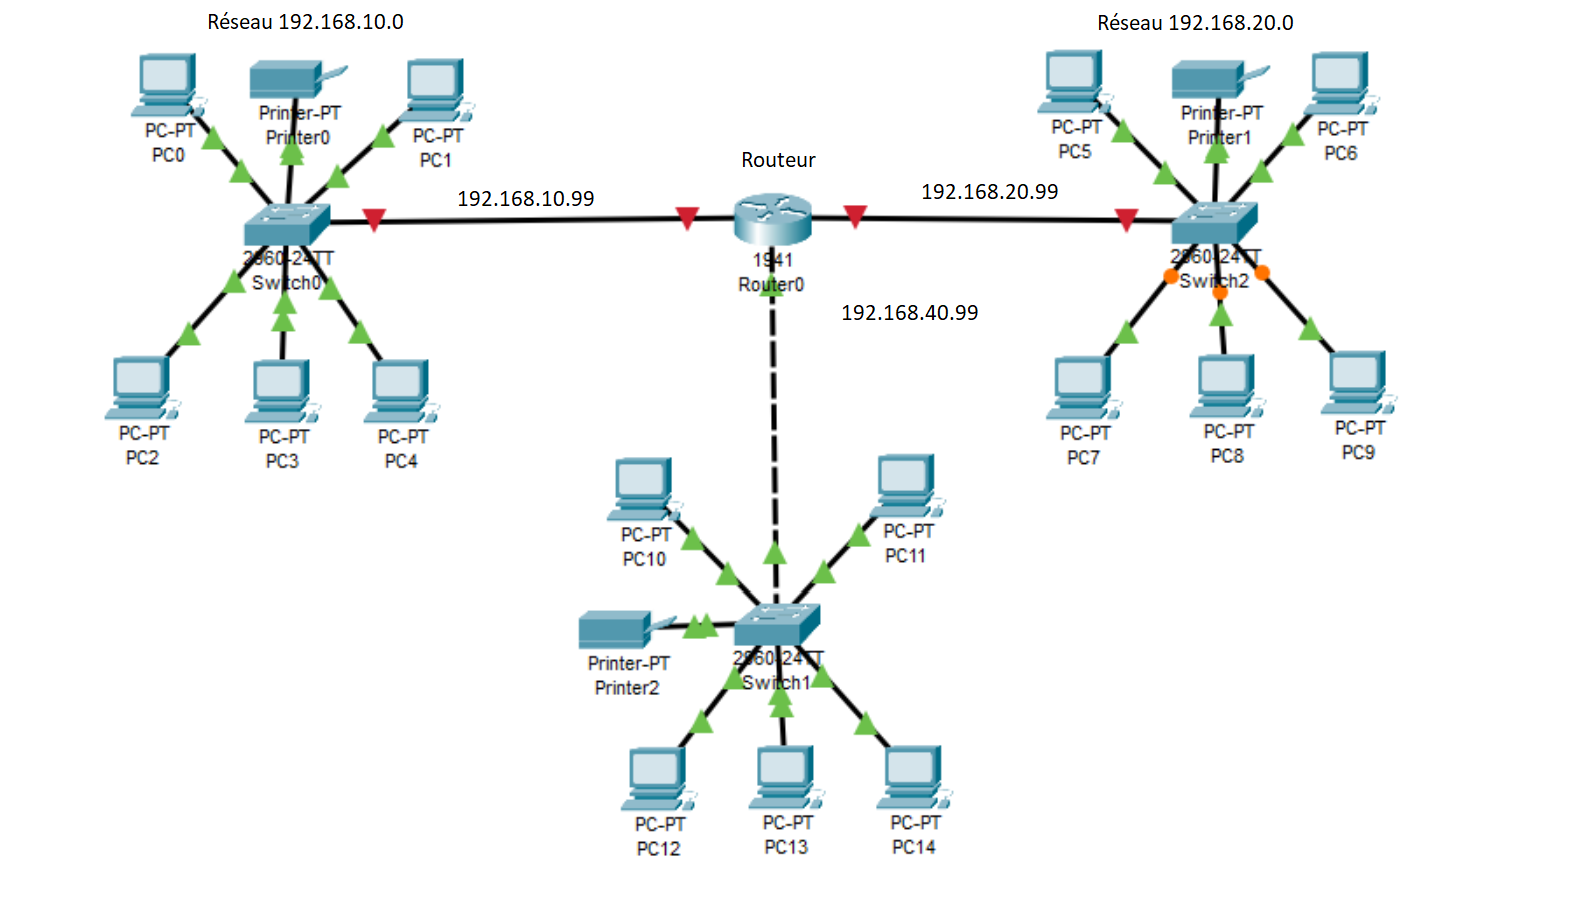 Réseau 192.168.10.0
Réseau 192.168.20.0
PC-PT
PC0
Printer-PT
Printer0
PC-PT
PC1
PC-PT
PC5
Printer-PT
Printer1
PC-PT
PC6
Routeur
192.168.10.99
192.168.20.99
2960-24TT
Switch0
1941
Router0
2960-24TT
Switch2
192.168.40.99
PC-PT
PC2
PC-PT
PC3
PC-PT
PC4
PC-PT
PC7
PC-PT
PC8
PC-PT
PC9
PC-PT
PC10
PC-PT
PC11
Printer-PT
Printer2
2960-24TT
Switch1
PC-PT
PC12
PC-PT
PC13
PC-PT
PC14